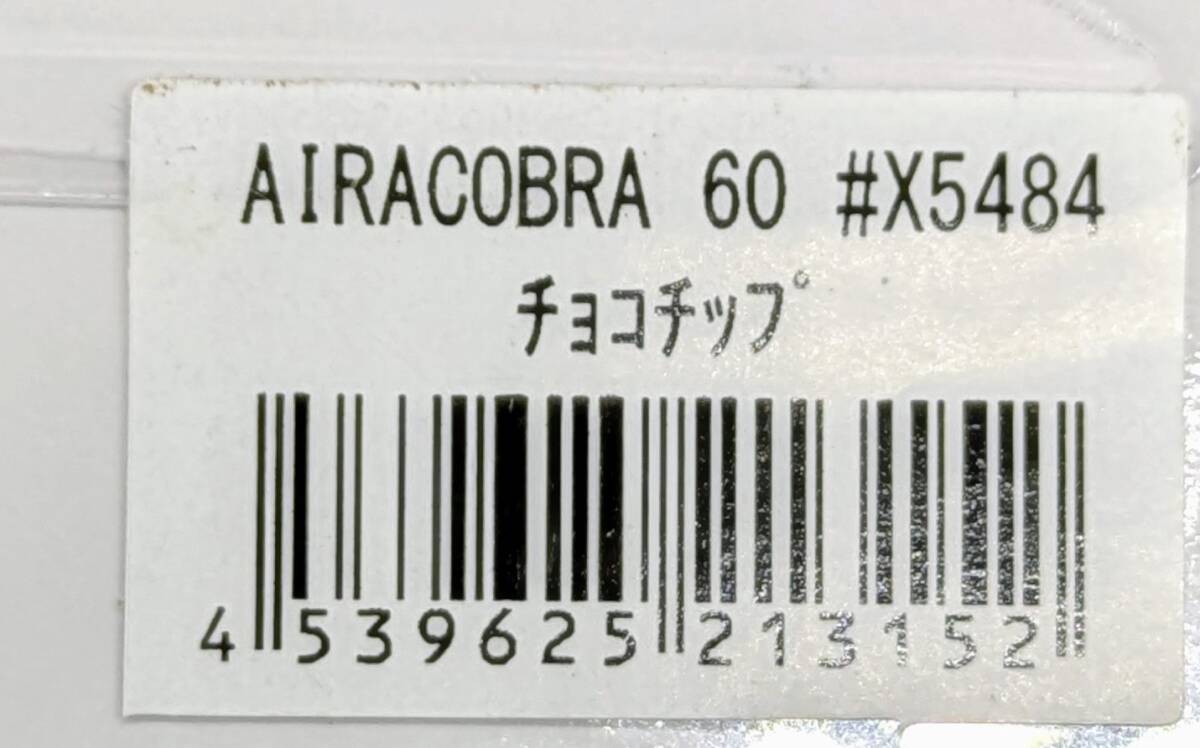 AIRACOBRA 60 #X5484
ﾁｮｺﾁｯﾌﾟ
4 539625 213152